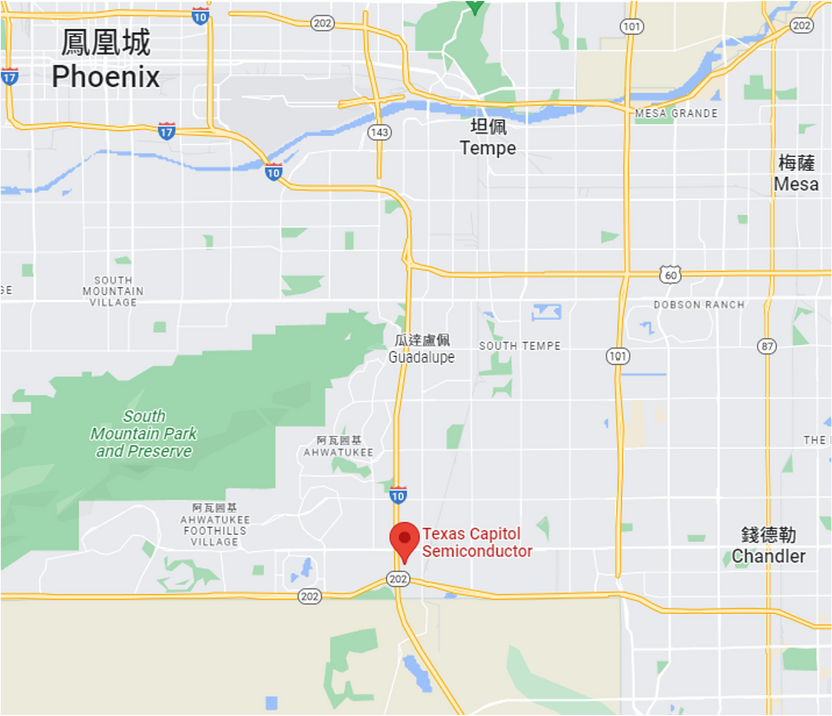 10
202
101
202
鳳凰城
Phoenix
17
MESA GRANDE
坦佩
Tempe
17
143
梅薩
Mesa
10
60
SOUTH
MOUNTAIN
VILLAGE
GE
DOBSON RANCH
瓜達盧佩
Guadalupe
SOUTH TEMPE
101
87
South
Mountain Park
and Preserve
阿瓦圖基
AHWATUKEE
THE
10
阿瓦圖基
AHWATUKEE
FOOTHILLS
VILLAGE
Texas Capitol
Semiconductor
錢德勒
Chandler
202
202